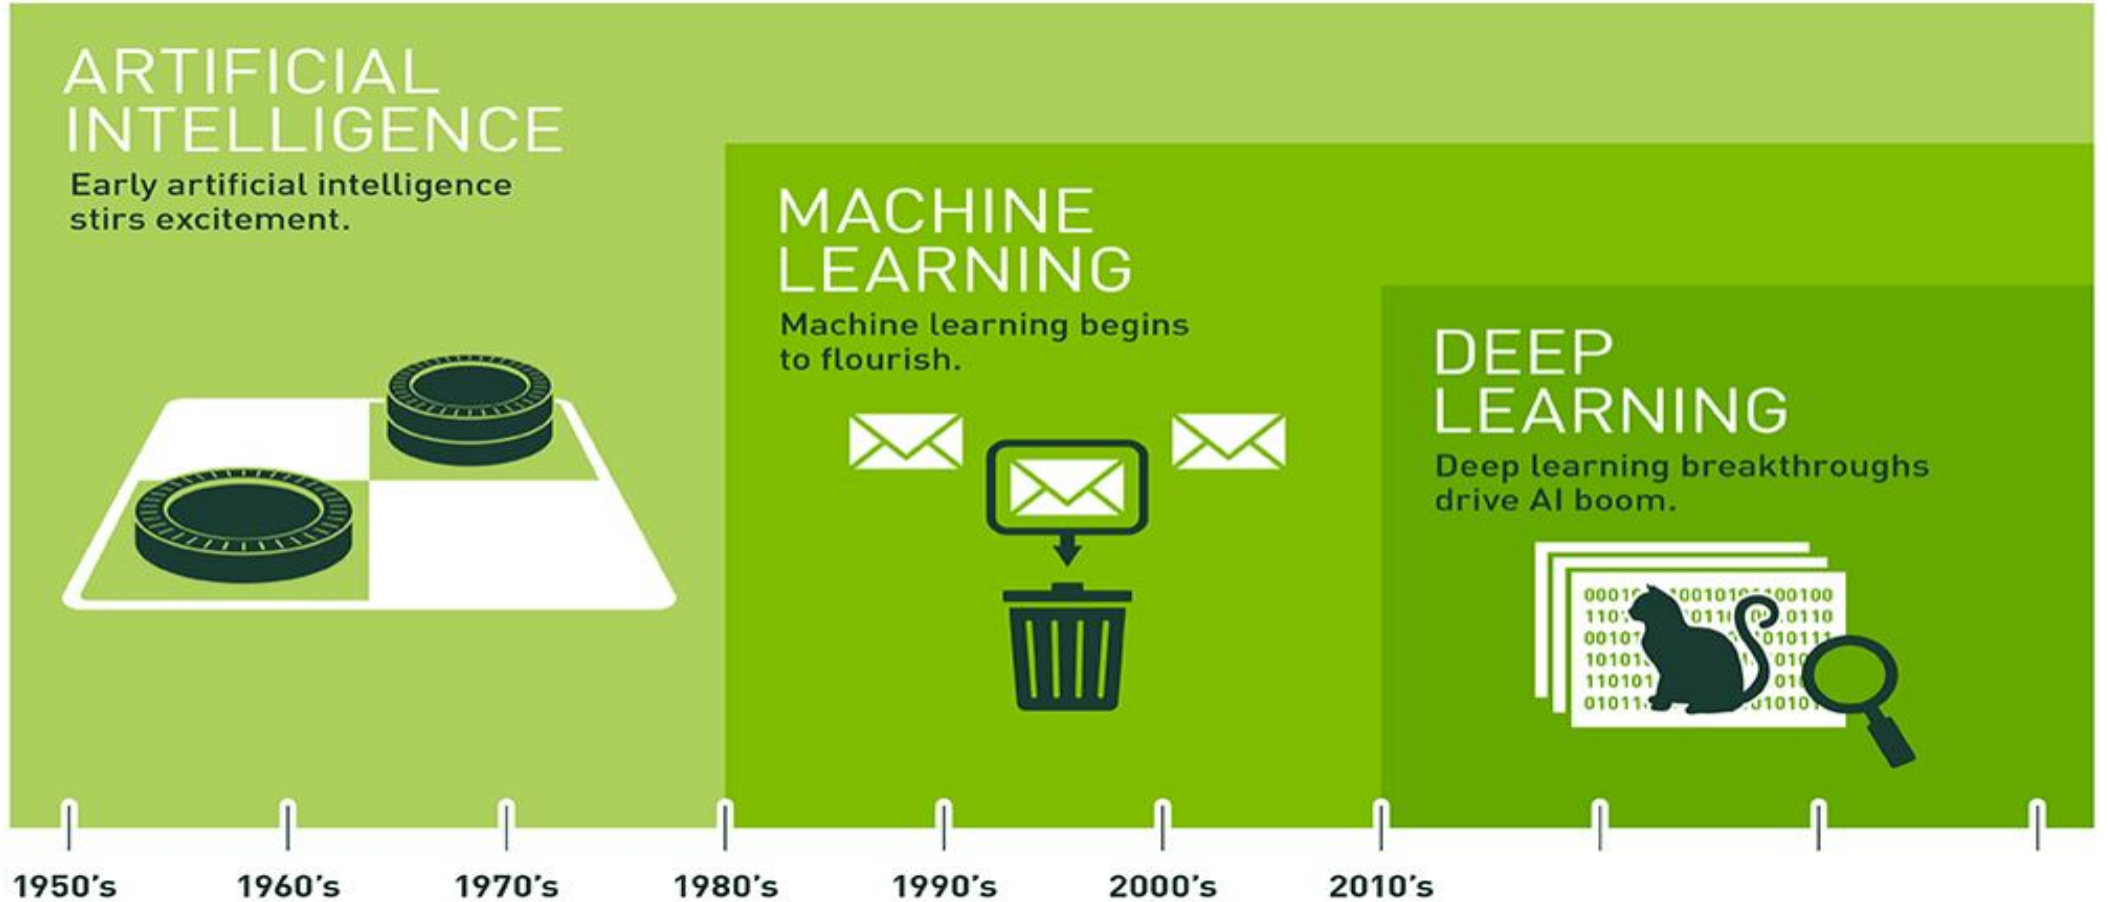 ARTIFICIAL
INTELLIGENCE
Early artificial intelligence
stirs excitement.
MACHINE
LEARNING
Machine learning begins
to flourish.
DEEP
LEARNING
Deep learning breakthroughs
drive AI boom.
1950's 1960's 1970's 1980's 1990's 2000's 2010's